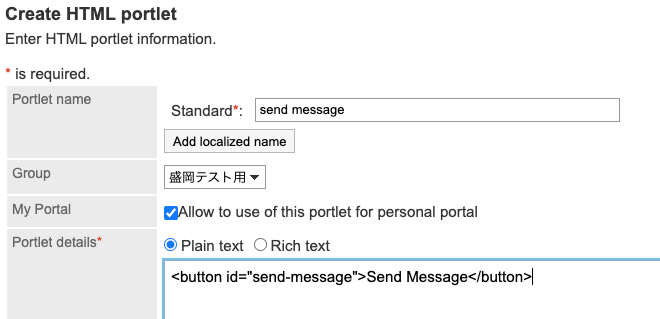 Create HTML portlet
Enter HTML portlet information.
* is required.
Portlet name
Standard*: send message
Add localized name
Group 盛岡テスト用
My Portal Allow to use of this portlet for personal portal
Portlet details* Plain text Rich text
<button id="send-message">Send Message</button>